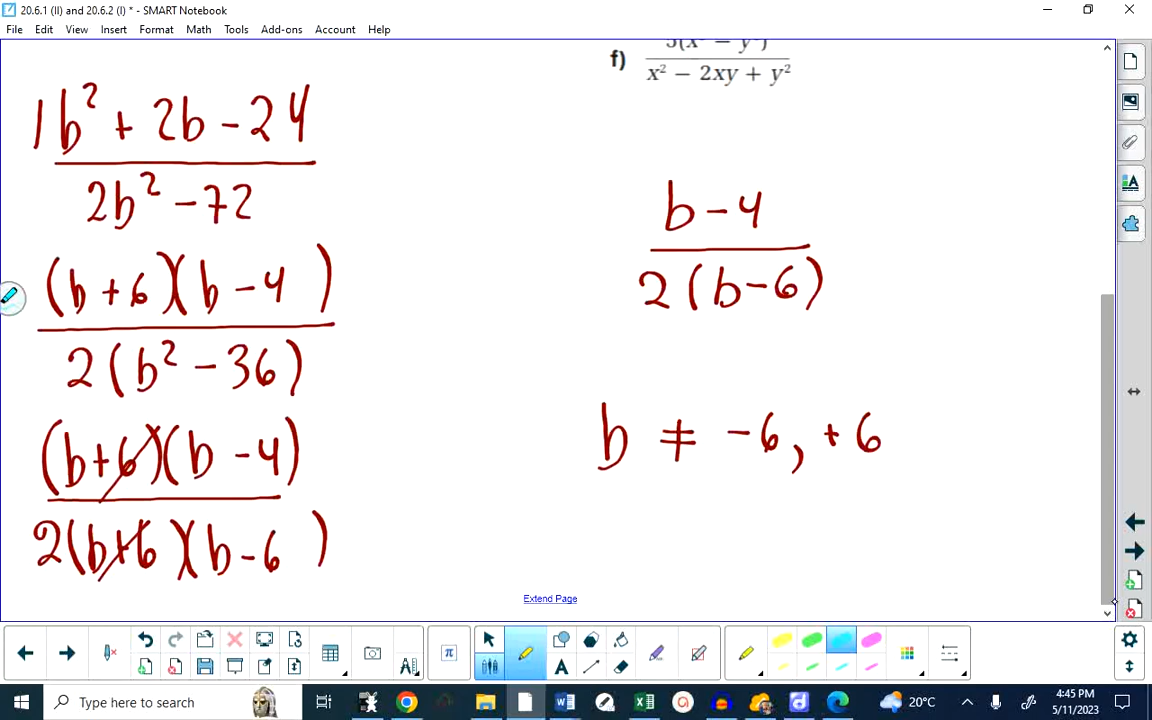 20.6.1 (II) and 20.6.2 (I) * - SMART Notebook
File Edit View Insert Format Math Tools Add-ons Account Help
f) x² − 2xy + y²
1b² + 2b - 24
2b² - 72
(b + 6)(b - 4)
2(b² - 36)
(b + 6)(b - 4)
2(b + 6)(b - 6)
b - 4
2(b - 6)
b ≠ -6, +6
Extend Page
π
A
Type here to search
20°C
4:45 PM
5/11/2023